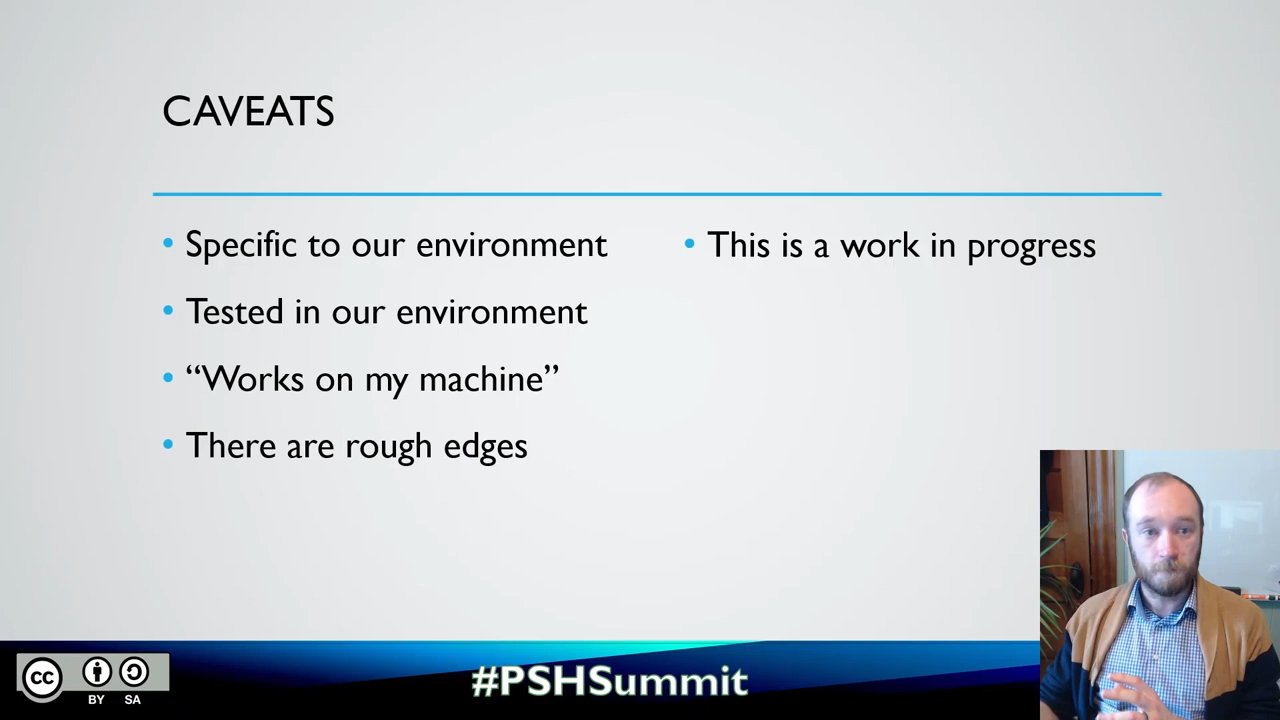 CAVEATS
• Specific to our environment
• Tested in our environment
• “Works on my machine”
• There are rough edges
• This is a work in progress
cc
BY SA
#PSHSummit